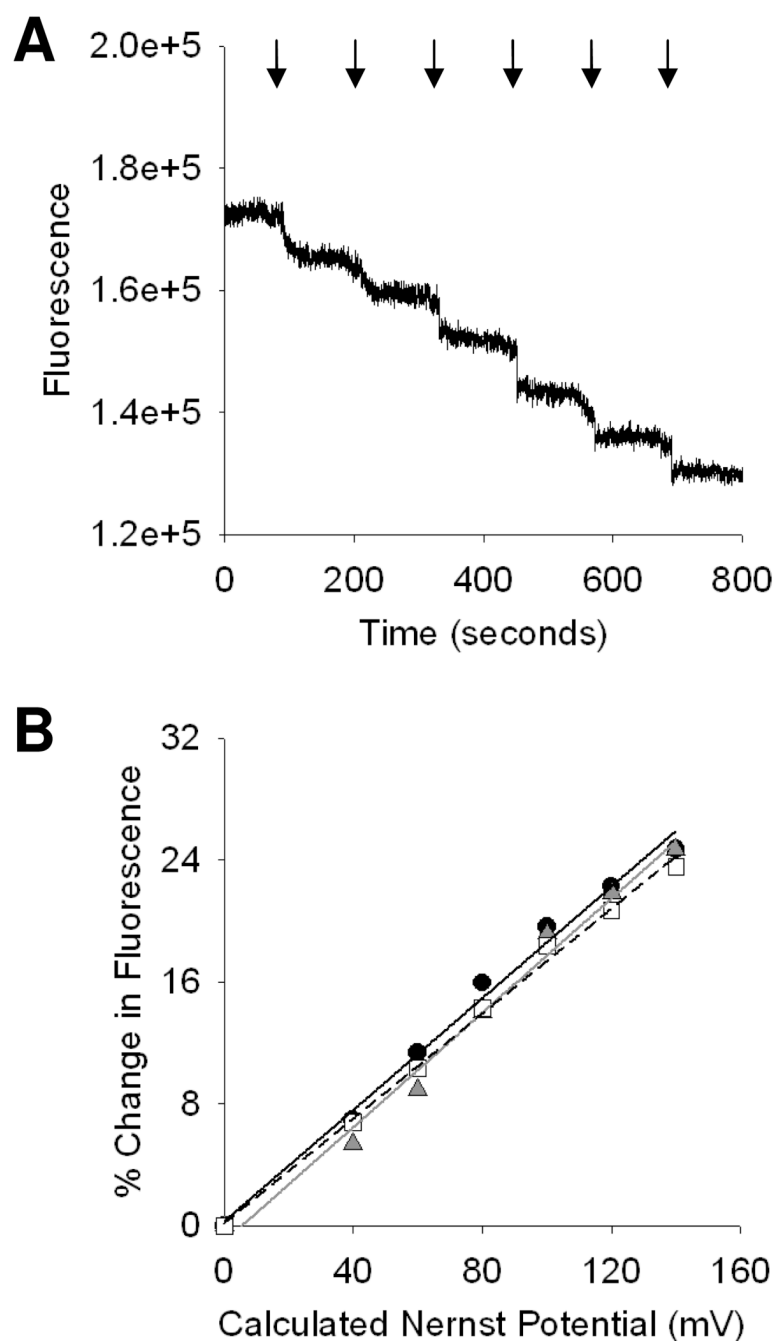 A
2.0e+5
1.8e+5
1.6e+5
1.4e+5
1.2e+5
Fluorescence
0 200 400 600 800
Time (seconds)
B
32
24
16
8
0
% Change in Fluorescence
0 40 80 120 160
Calculated Nernst Potential (mV)